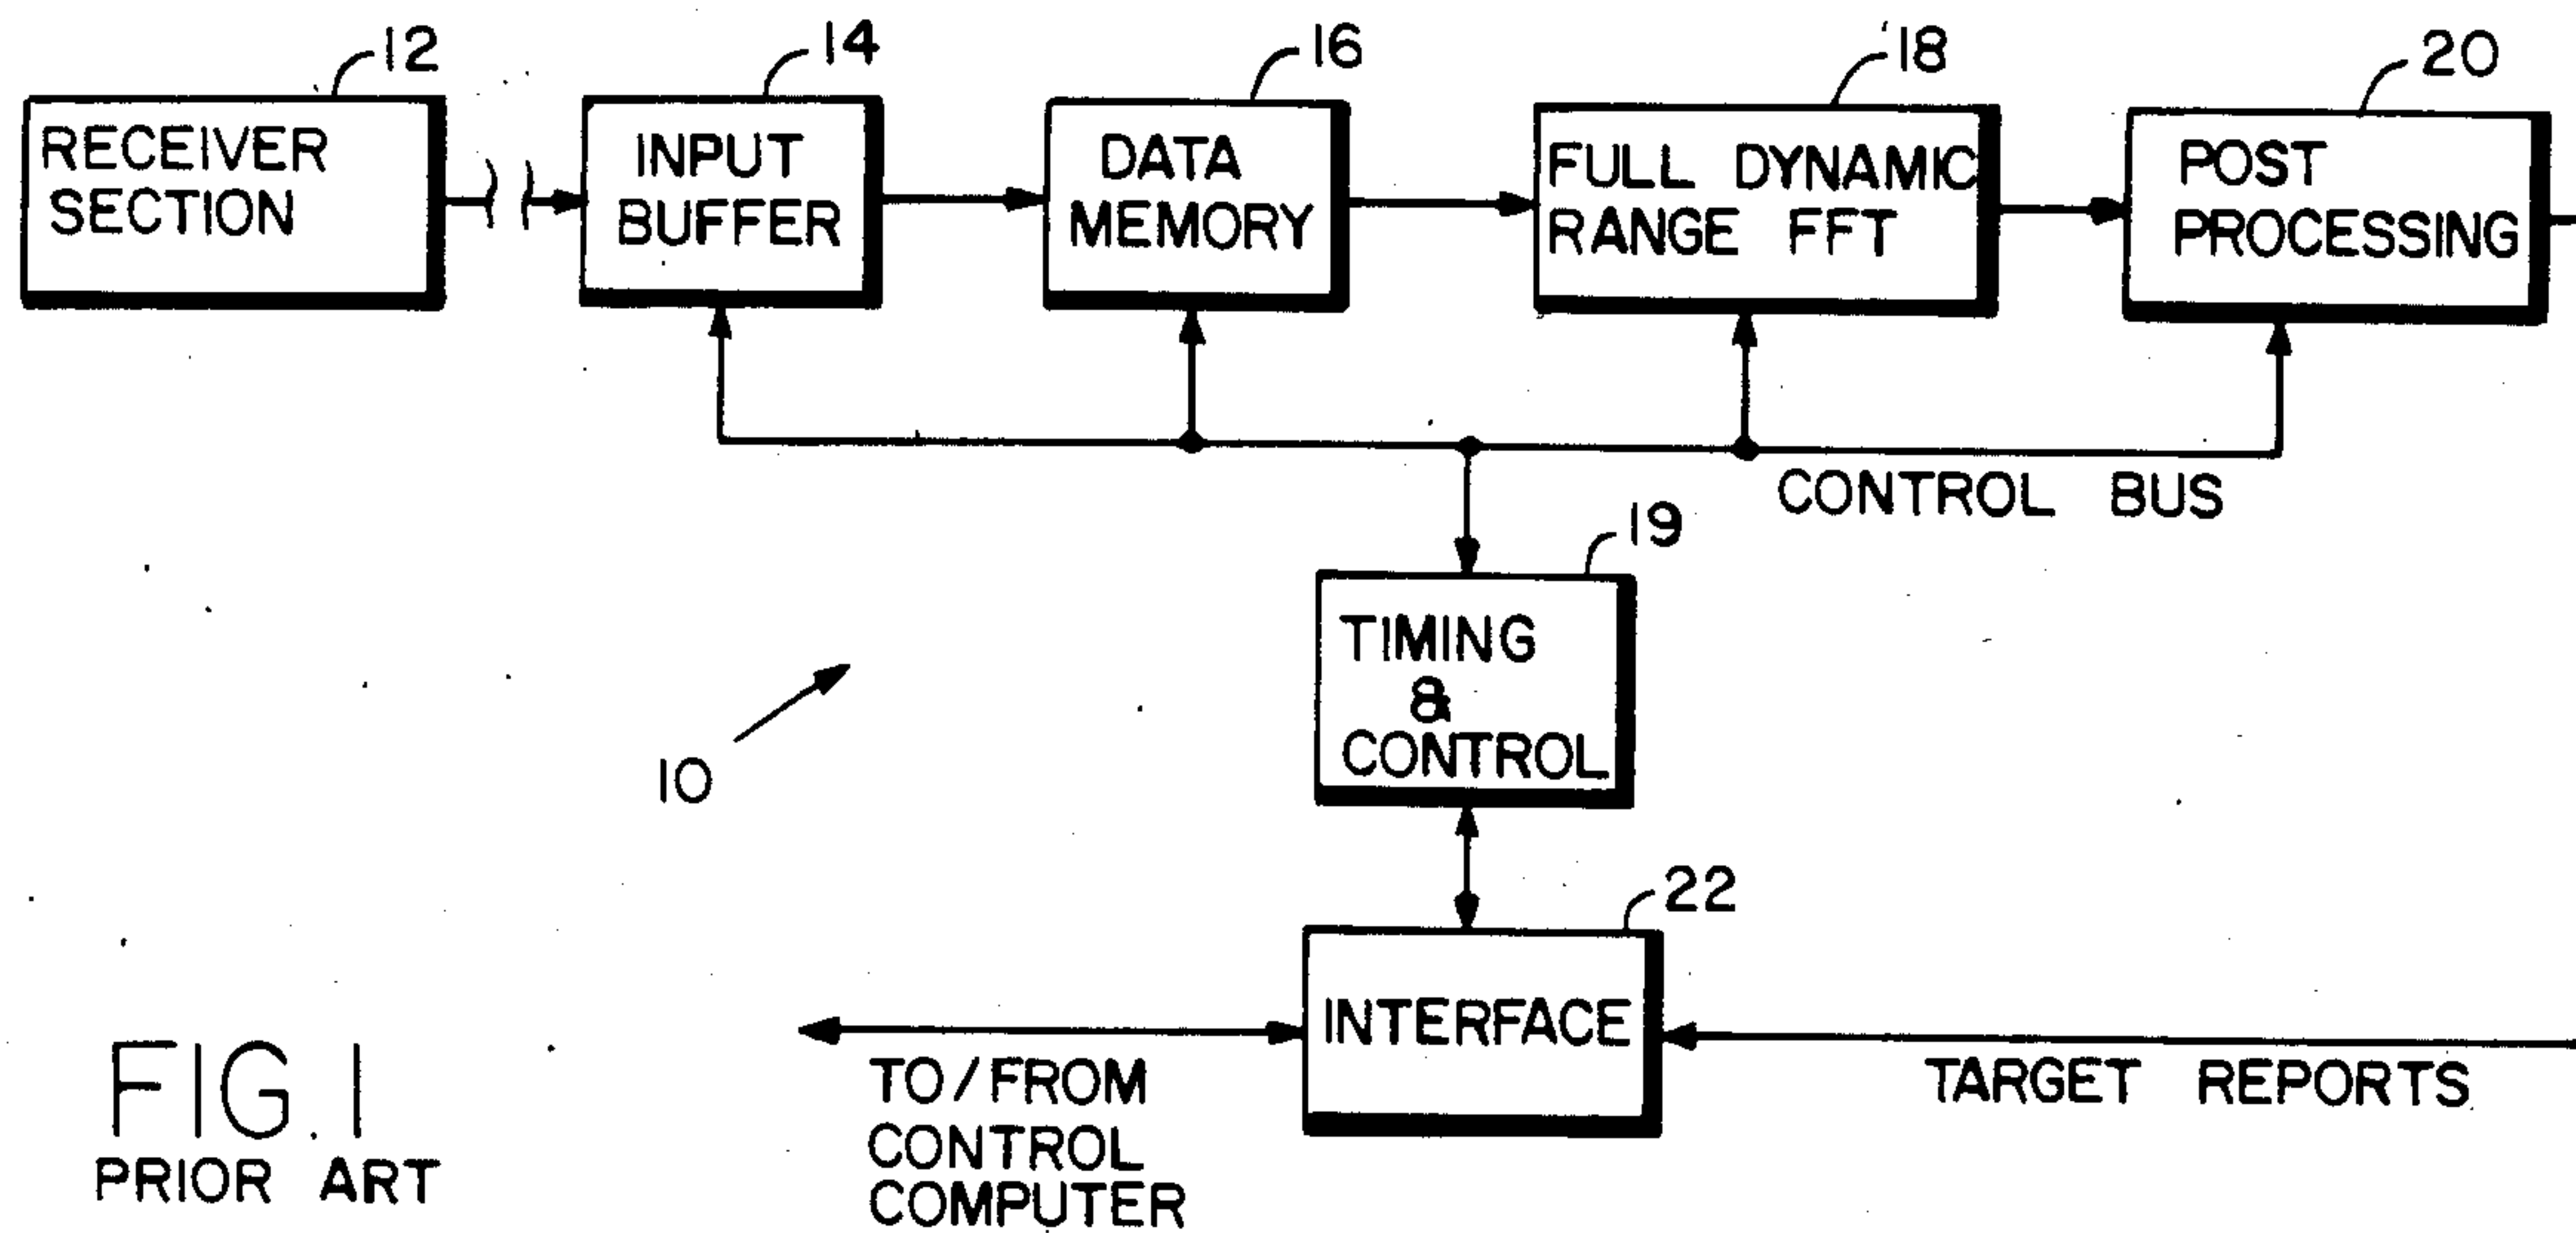 12
14
16
18
20
RECEIVER
SECTION
INPUT
BUFFER
DATA
MEMORY
FULL DYNAMIC
RANGE FFT
POST
PROCESSING
CONTROL BUS
19
TIMING
&
CONTROL
10
22
INTERFACE
TO/FROM
CONTROL
COMPUTER
TARGET REPORTS
FIG. 1
PRIOR ART